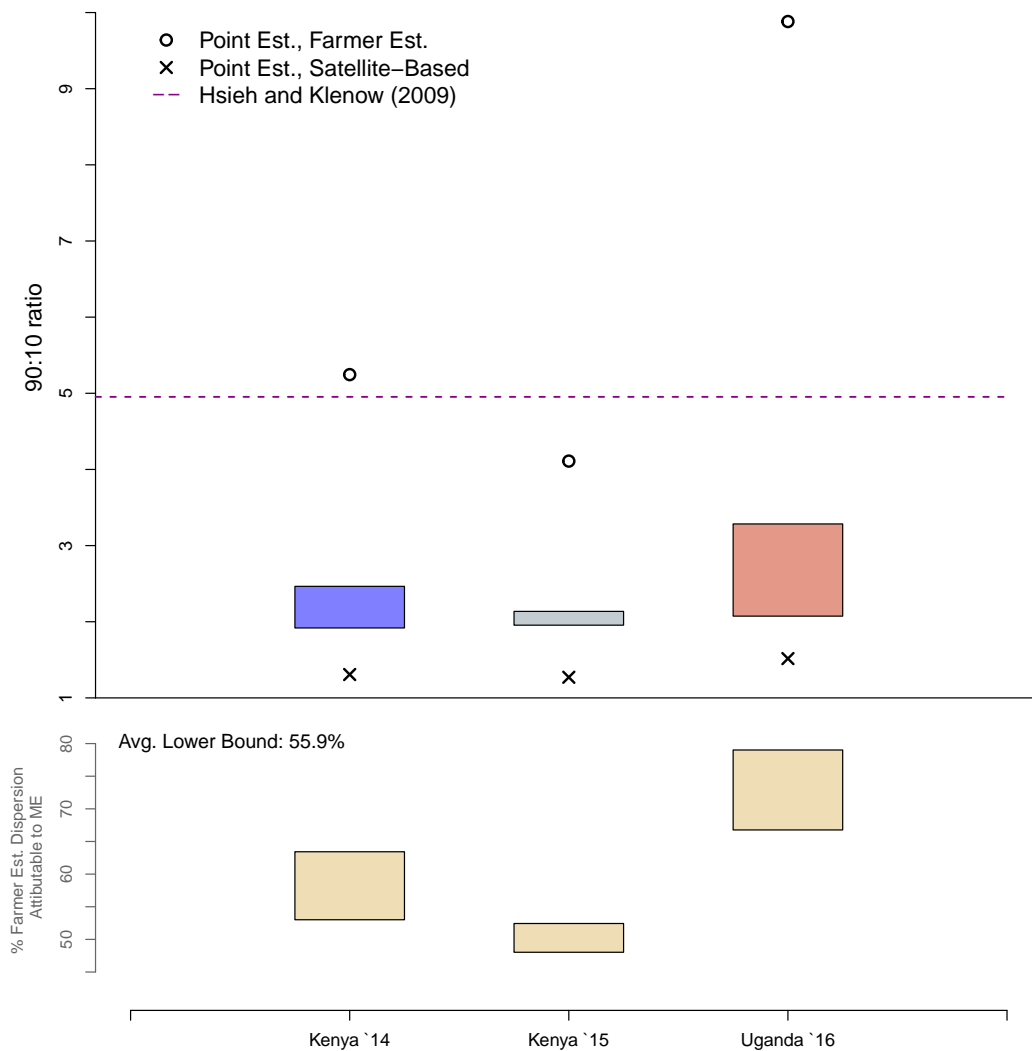 Point Est., Farmer Est.
Point Est., Satellite−Based
Hsieh and Klenow (2009)
90:10 ratio
9
7
5
3
1
Avg. Lower Bound: 55.9%
% Farmer Est. Dispersion
Attibutable to ME
80
70
60
50
Kenya `14
Kenya `15
Uganda `16